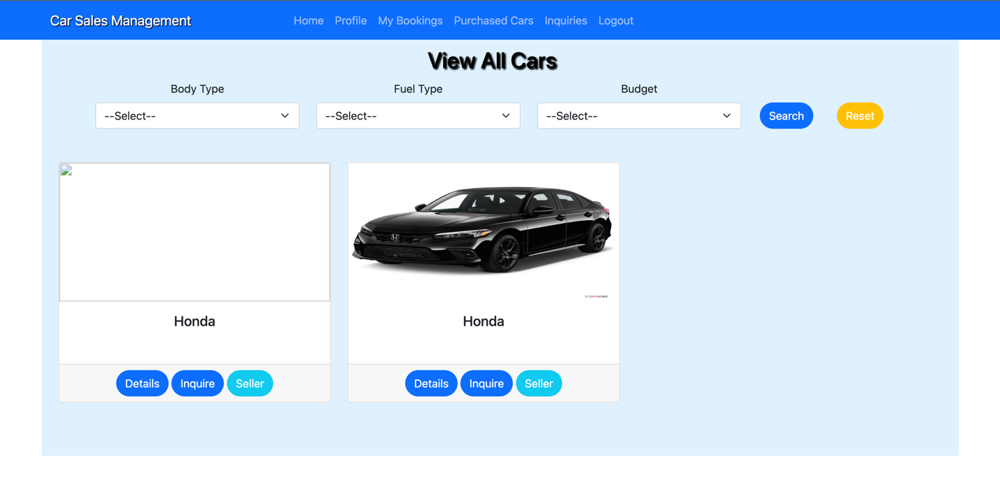 Car Sales Management
Home Profile My Bookings Purchased Cars Inquiries Logout
View All Cars
Body Type Fuel Type Budget
--Select-- --Select-- --Select-- Search Reset
Honda Honda
Details Inquire Seller Details Inquire Seller